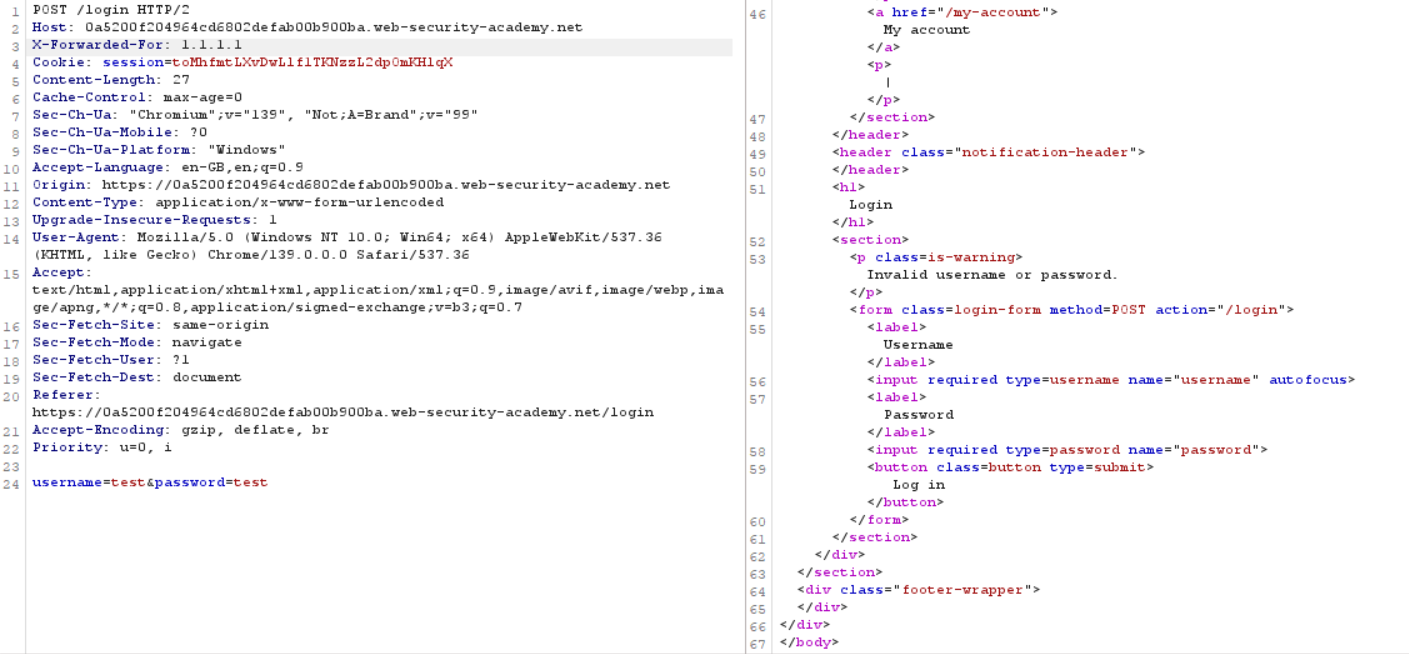 1 POST /login HTTP/2
2 Host: 0a5200f204964cd6802defab00b900ba.web-security-academy.net
3 X-Forwarded-For: 1.1.1.1
4 Cookie: session=toMhfmtLXvDwLlflTKNzzL2dp0mKHlqX
5 Content-Length: 27
6 Cache-Control: max-age=0
7 Sec-Ch-Ua: "Chromium";v="139", "Not;A=Brand";v="99"
8 Sec-Ch-Ua-Mobile: ?0
9 Sec-Ch-Ua-Platform: "Windows"
10 Accept-Language: en-GB,en;q=0.9
11 Origin: https://0a5200f204964cd6802defab00b900ba.web-security-academy.net
12 Content-Type: application/x-www-form-urlencoded
13 Upgrade-Insecure-Requests: 1
14 User-Agent: Mozilla/5.0 (Windows NT 10.0; Win64; x64) AppleWebKit/537.36
(KHTML, like Gecko) Chrome/139.0.0.0 Safari/537.36
15 Accept:
text/html,application/xhtml+xml,application/xml;q=0.9,image/avif,image/webp,ima
ge/apng,*/*;q=0.8,application/signed-exchange;v=b3;q=0.7
16 Sec-Fetch-Site: same-origin
17 Sec-Fetch-Mode: navigate
18 Sec-Fetch-User: ?1
19 Sec-Fetch-Dest: document
20 Referer:
https://0a5200f204964cd6802defab00b900ba.web-security-academy.net/login
21 Accept-Encoding: gzip, deflate, br
22 Priority: u=0, i
23
24 username=test&password=test
46 <a href="/my-account">
My account
</a>
<p>
|
</p>
47 </section>
48 </header>
49 <header class="notification-header">
50 </header>
51 <h1>
Login
</h1>
52 <section>
53 <p class=is-warning>
Invalid username or password.
</p>
54 <form class=login-form method=POST action="/login">
55 <label>
Username
</label>
56 <input required type=username name="username" autofocus>
57 <label>
Password
</label>
58 <input required type=password name="password">
59 <button class=button type=submit>
Log in
</button>
60 </form>
61 </section>
62 </div>
63 </section>
64 <div class="footer-wrapper">
65 </div>
66 </div>
67 </body>